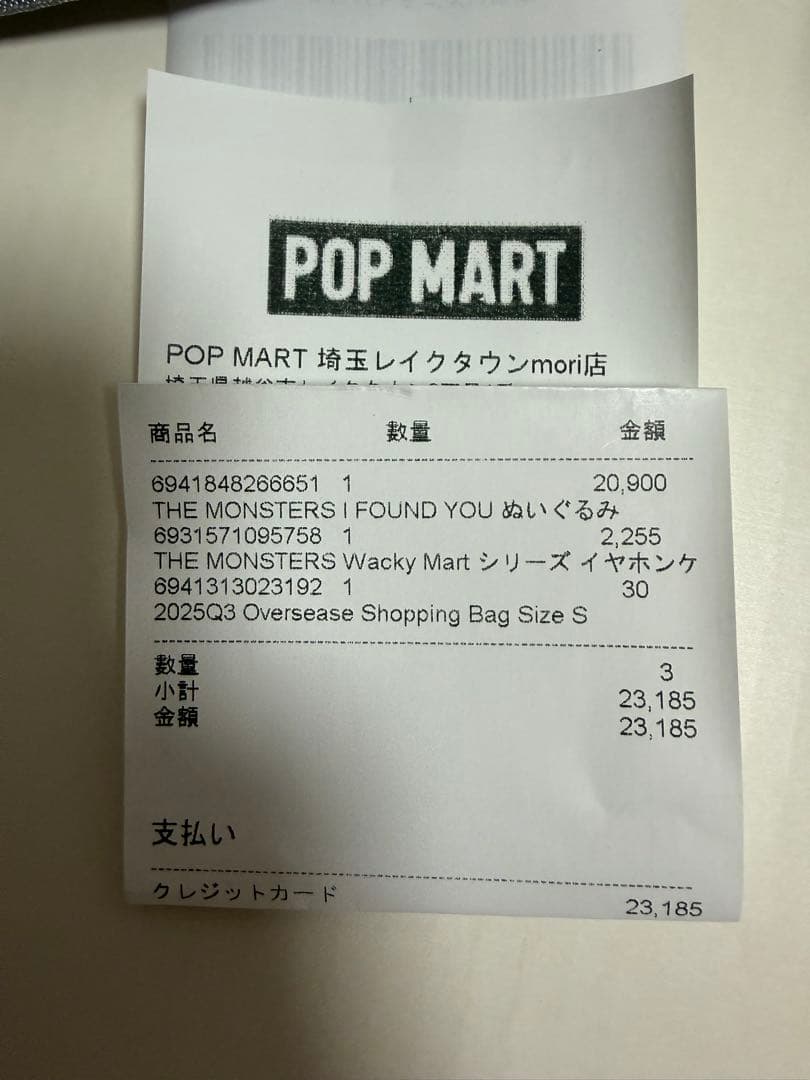 POP MART
POP MART 埼玉レイクタウンmori店
商品名 數量 金額
6941848266651 1 20,900
THE MONSTERS I FOUND YOU ぬいぐるみ
6931571095758 1 2,255
THE MONSTERS Wacky Mart シリーズ イヤホンケ
6941313023192 1 30
2025Q3 Oversease Shopping Bag Size S
數量 3
小計 23,185
金額 23,185
支払い
クレジットカード 23,185